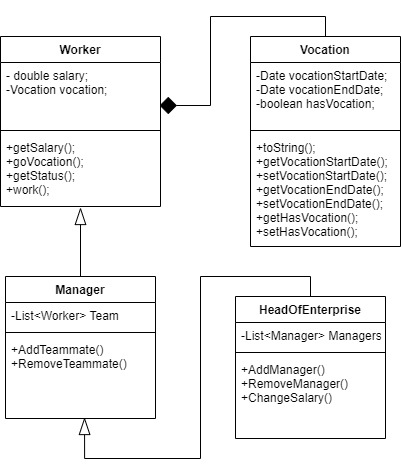 Worker
- double salary;
-Vocation vocation;
+getSalary();
+goVocation();
+getStatus();
+work();
Vocation
-Date vocationStartDate;
-Date vocationEndDate;
-boolean hasVocation;
+toString();
+getVocationStartDate();
+setVocationStartDate();
+getVocationEndDate();
+setVocationEndDate();
+getHasVocation();
+setHasVocation();
Manager
-List<Worker> Team
+AddTeammate()
+RemoveTeammate()
HeadOfEnterprise
-List<Manager> Managers
+AddManager()
+RemoveManager()
+ChangeSalary()